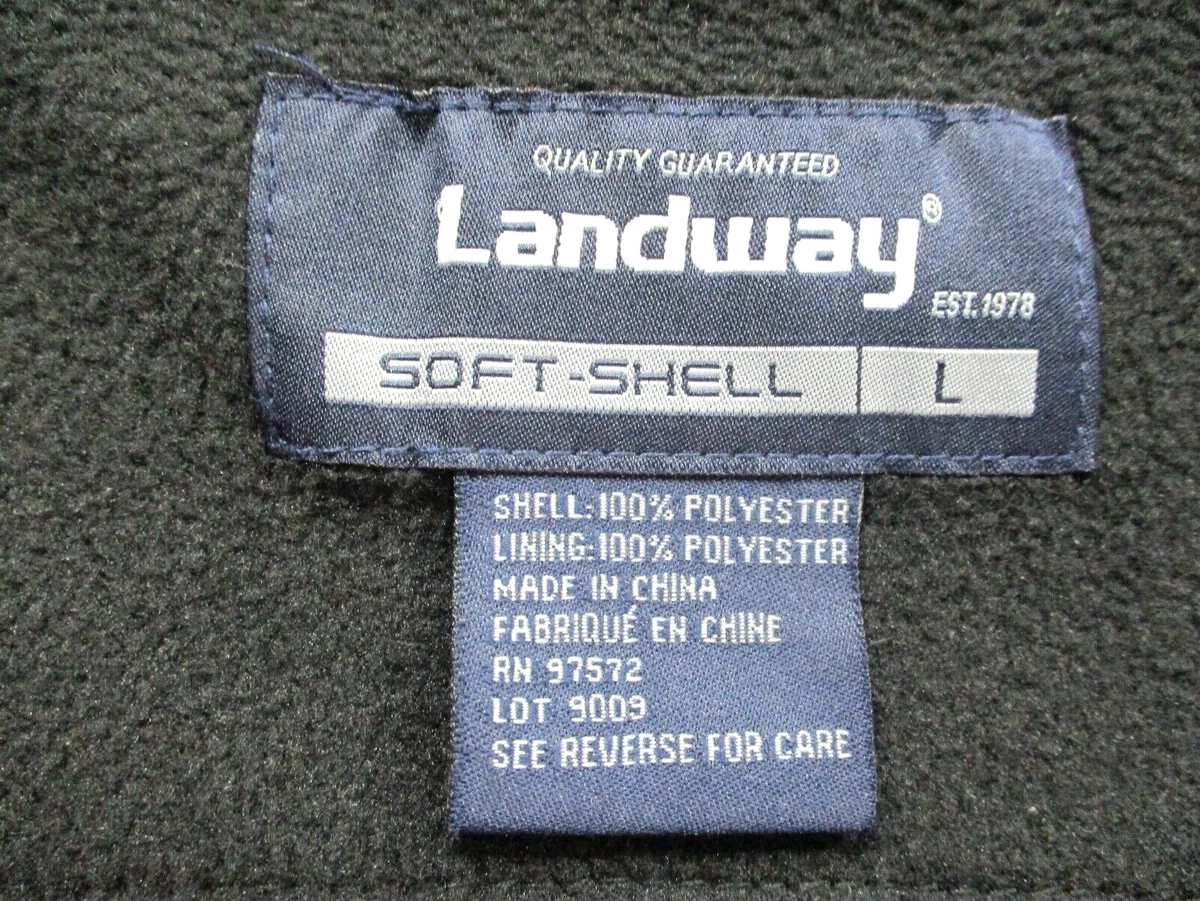 QUALITY GUARANTEED
Landway®
EST. 1978
SOFT-SHELL L
SHELL:100% POLYESTER
LINING:100% POLYESTER
MADE IN CHINA
FABRIQUÉ EN CHINE
RN 97572
LOT 9009
SEE REVERSE FOR CARE